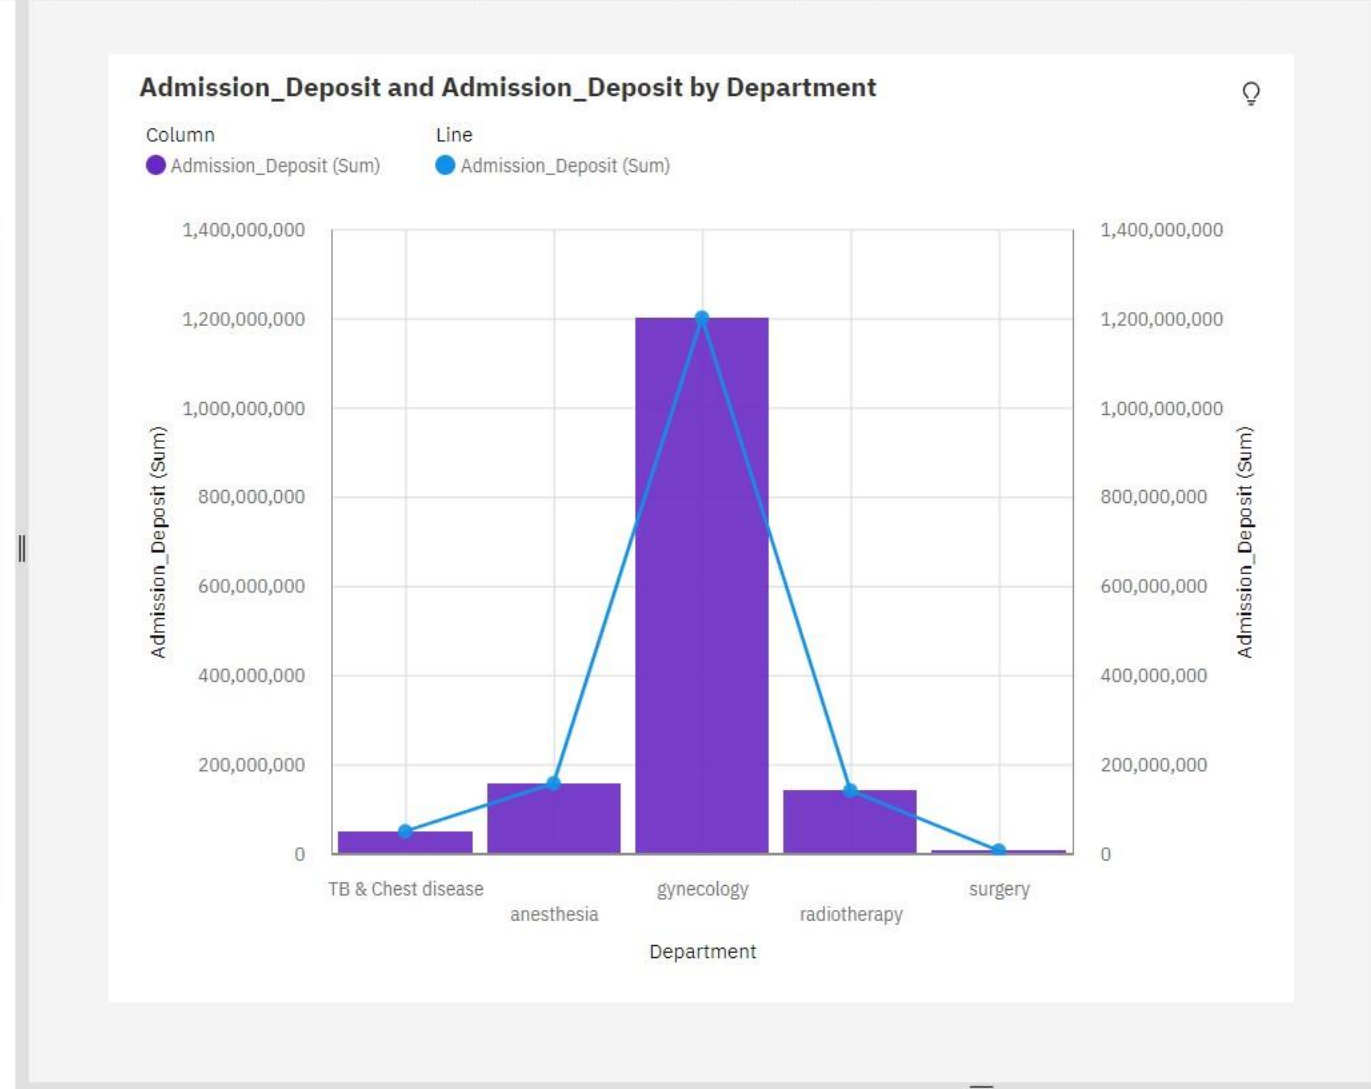 Admission_Deposit and Admission_Deposit by Department
Column
Line
Admission_Deposit (Sum)
Admission_Deposit (Sum)
1,400,000,000
1,200,000,000
1,000,000,000
800,000,000
600,000,000
400,000,000
200,000,000
0
Admission_Deposit (Sum)
1,400,000,000
1,200,000,000
1,000,000,000
800,000,000
600,000,000
400,000,000
200,000,000
0
Admission_Deposit (Sum)
TB & Chest disease
anesthesia
gynecology
radiotherapy
surgery
Department